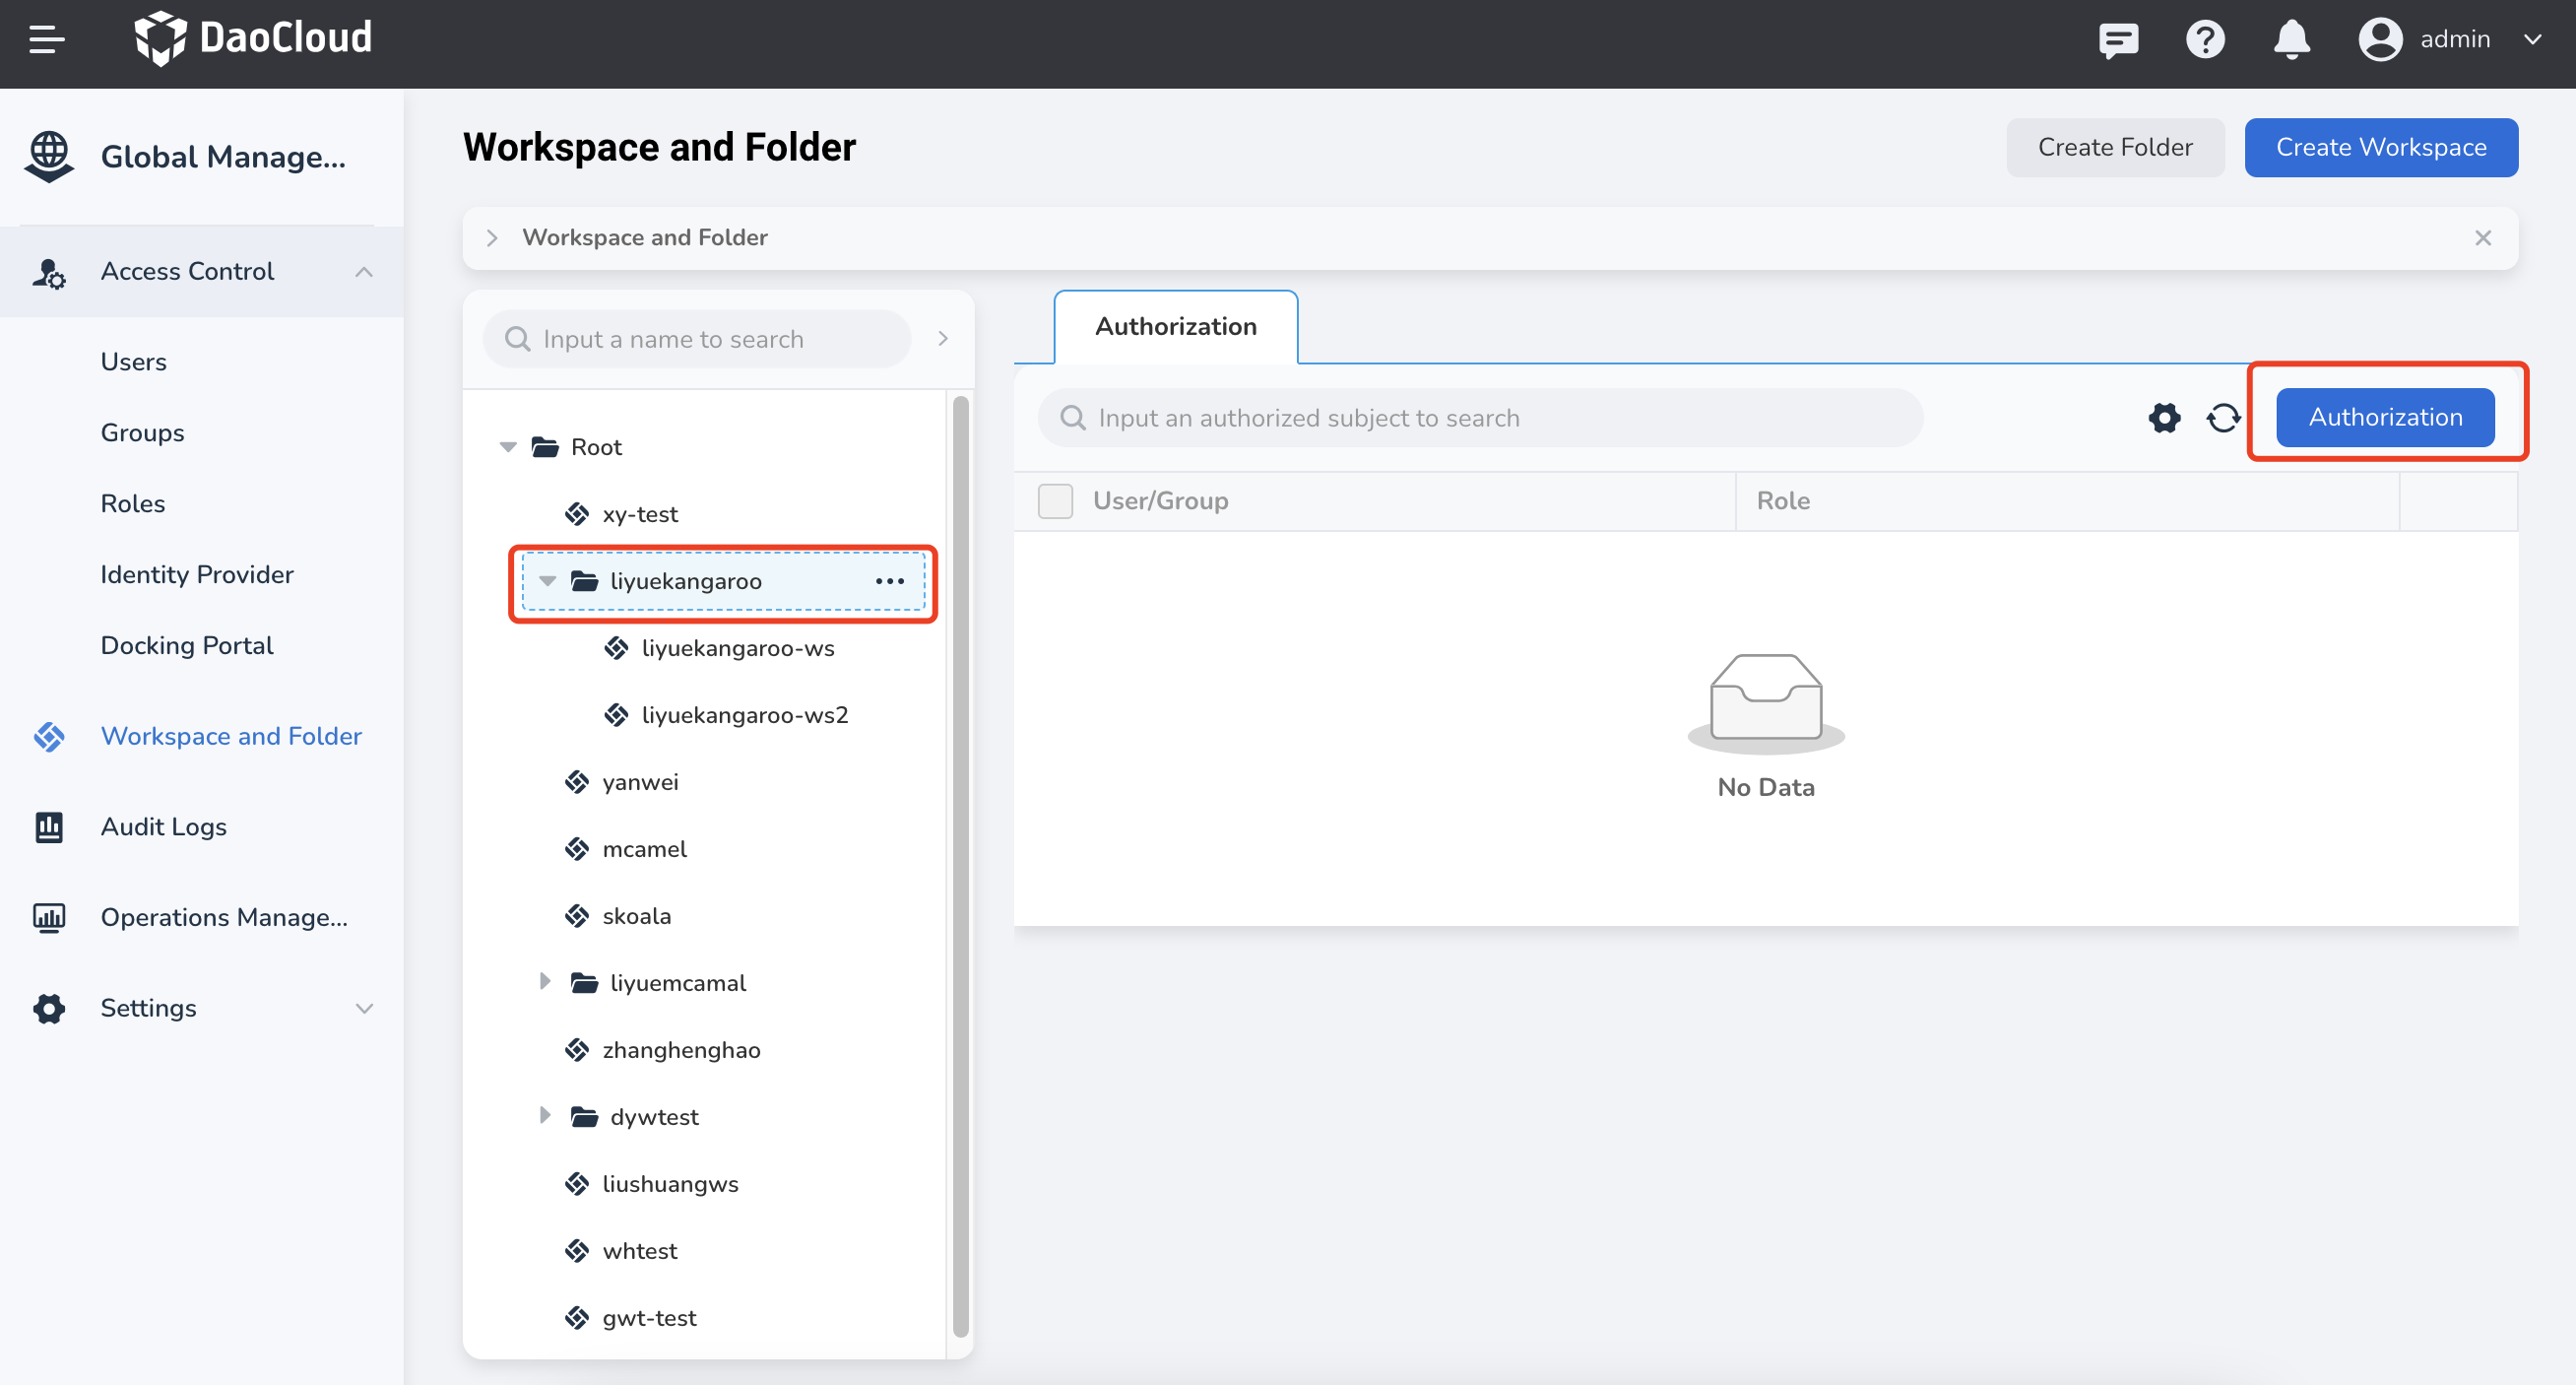 DaoCloud
admin
Global Manage...
Access Control
Users
Groups
Roles
Identity Provider
Docking Portal
Workspace and Folder
Audit Logs
Operations Manage...
Settings
Workspace and Folder
Create Folder
Create Workspace
Workspace and Folder
Input a name to search
Root
xy-test
liyuekangaroo
liyuekangaroo-ws
liyuekangaroo-ws2
yanwei
mcamel
skoala
liyuemcamal
zhanghenghao
dywtest
liushuangws
whtest
gwt-test
Authorization
Input an authorized subject to search
Authorization
User/Group
Role
No Data